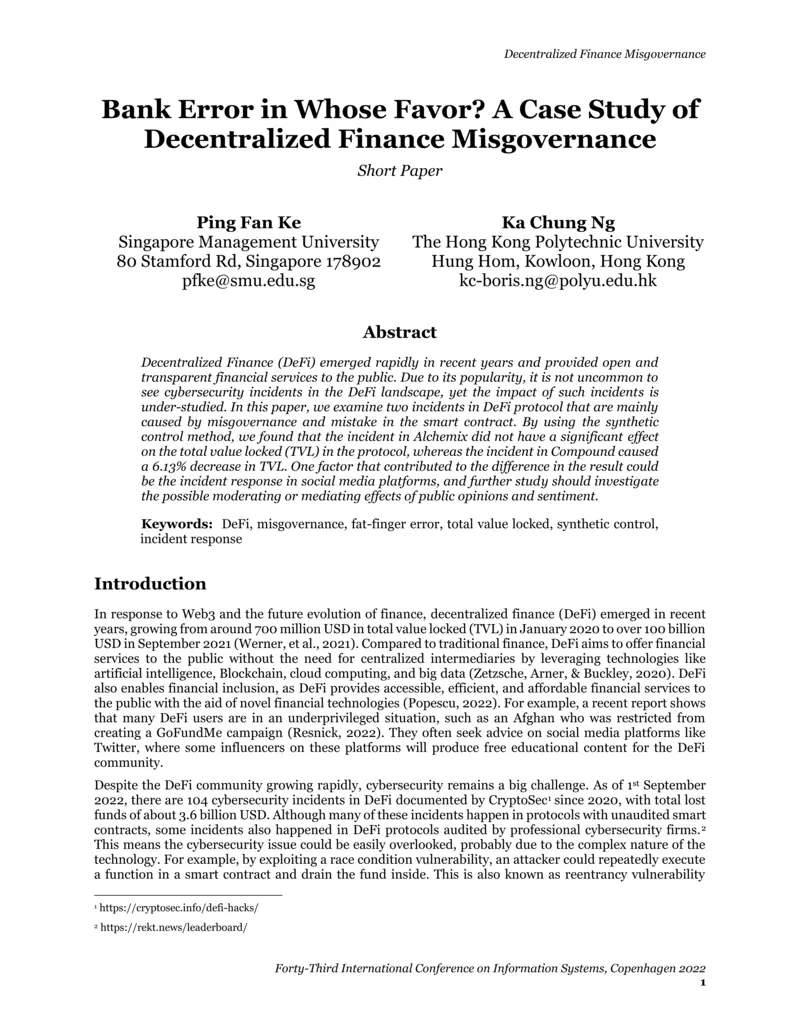 Decentralized Finance Misgovernance
Bank Error in Whose Favor? A Case Study of
Decentralized Finance Misgovernance
Short Paper
Ping Fan Ke
Singapore Management University
80 Stamford Rd, Singapore 178902
pfke@smu.edu.sg
Ka Chung Ng
The Hong Kong Polytechnic University
Hung Hom, Kowloon, Hong Kong
kc-boris.ng@polyu.edu.hk
Abstract
Decentralized Finance (DeFi) emerged rapidly in recent years and provided open and
transparent financial services to the public. Due to its popularity, it is not uncommon to
see cybersecurity incidents in the DeFi landscape, yet the impact of such incidents is
under-studied. In this paper, we examine two incidents in DeFi protocol that are mainly
caused by misgovernance and mistake in the smart contract. By using the synthetic
control method, we found that the incident in Alchemix did not have a significant effect
on the total value locked (TVL) in the protocol, whereas the incident in Compound caused
a 6.13% decrease in TVL. One factor that contributed to the difference in the result could
be the incident response in social media platforms, and further study should investigate
the possible moderating or mediating effects of public opinions and sentiment.
Keywords: DeFi, misgovernance, fat-finger error, total value locked, synthetic control,
incident response
Introduction
In response to Web3 and the future evolution of finance, decentralized finance (DeFi) emerged in recent
years, growing from around 700 million USD in total value locked (TVL) in January 2020 to over 100 billion
USD in September 2021 (Werner, et al., 2021). Compared to traditional finance, DeFi aims to offer financial
services to the public without the need for centralized intermediaries by leveraging technologies like
artificial intelligence, Blockchain, cloud computing, and big data (Zetzsche, Arner, & Buckley, 2020). DeFi
also enables financial inclusion, as DeFi provides accessible, efficient, and affordable financial services to
the public with the aid of novel financial technologies (Popescu, 2022). For example, a recent report shows
that many DeFi users are in an underprivileged situation, such as an Afghan who was restricted from
creating a GoFundMe campaign (Resnick, 2022). They often seek advice on social media platforms like
Twitter, where some influencers on these platforms will produce free educational content for the DeFi
community.
Despite the DeFi community growing rapidly, cybersecurity remains a big challenge. As of 1st September
2022, there are 104 cybersecurity incidents in DeFi documented by CryptoSec1 since 2020, with total lost
funds of about 3.6 billion USD. Although many of these incidents happen in protocols with unaudited smart
contracts, some incidents also happened in DeFi protocols audited by professional cybersecurity firms.2
This means the cybersecurity issue could be easily overlooked, probably due to the complex nature of the
technology. For example, by exploiting a race condition vulnerability, an attacker could repeatedly execute
a function in a smart contract and drain the fund inside. This is also known as reentrancy vulnerability
1 https://cryptosec.info/defi-hacks/
2 https://rekt.news/leaderboard/
Forty-Third International Conference on Information Systems, Copenhagen 2022
1